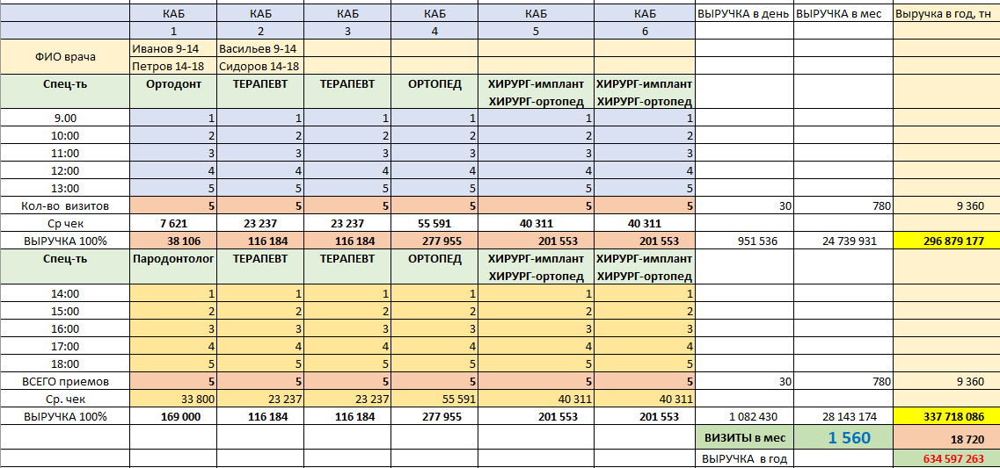 КАБ КАБ КАБ КАБ КАБ КАБ ВЫРУЧКА в день ВЫРУЧКА в мес Выручка в год, тн
1 2 3 4 5 6
ФИО врача
Иванов 9-14 Васильев 9-14
Петров 14-18 Сидоров 14-18
Спец-ть Ортодонт ТЕРАПЕВТ ТЕРАПЕВТ ОРТОПЕД ХИРУРГ-имплант ХИРУРГ-имплант
ХИРУРГ-ортопед ХИРУРГ-ортопед
9.00 1 1 1 1 1 1
10:00 2 2 2 2 2 2
11:00 3 3 3 3 3 3
12:00 4 4 4 4 4 4
13:00 5 5 5 5 5 5
Кол-во визитов 5 5 5 5 5 5 30 780 9 360
Ср чек 7 621 23 237 23 237 55 591 40 311 40 311
ВЫРУЧКА 100% 38 106 116 184 116 184 277 955 201 553 201 553 951 536 24 739 931 296 879 177
Спец-ть Пародонтолог ТЕРАПЕВТ ТЕРАПЕВТ ОРТОПЕД ХИРУРГ-имплант ХИРУРГ-имплант
ХИРУРГ-ортопед ХИРУРГ-ортопед
14:00 1 1 1 1 1 1
15:00 2 2 2 2 2 2
16:00 3 3 3 3 3 3
17:00 4 4 4 4 4 4
18:00 5 5 5 5 5 5
ВСЕГО приемов 5 5 5 5 5 5 30 780 9 360
Ср. чек 33 800 23 237 23 237 55 591 40 311 40 311
ВЫРУЧКА 100% 169 000 116 184 116 184 277 955 201 553 201 553 1 082 430 28 143 174 337 718 086
ВИЗИТЫ в мес 1 560 18 720
ВЫРУЧКА в год 634 597 263